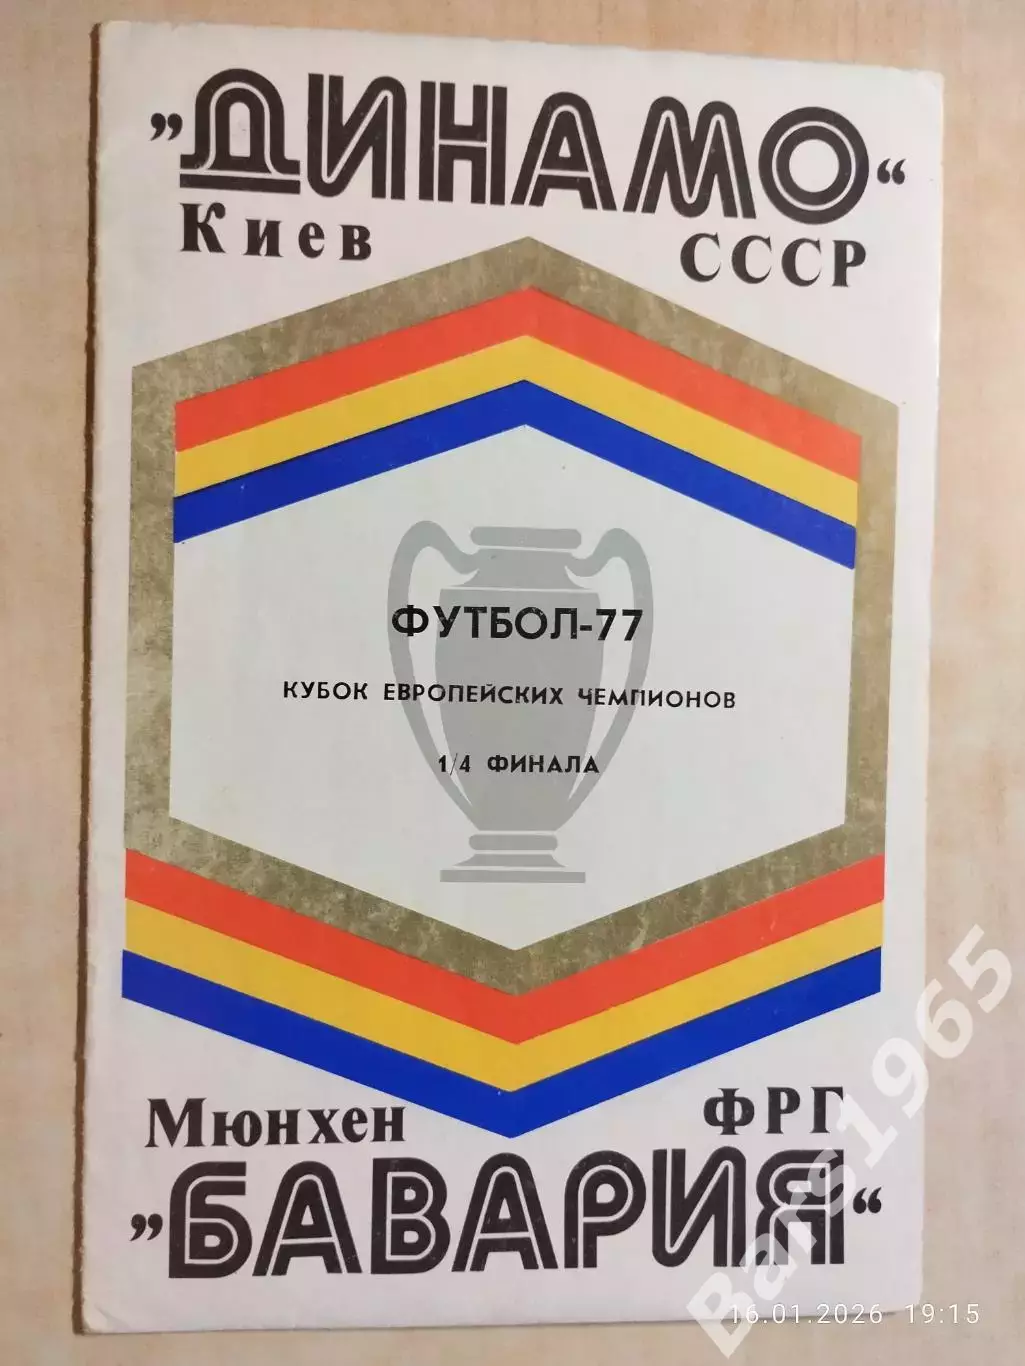 „ДИНАМО“
Киев СССР
ФУТБОЛ-77
КУБОК ЕВРОПЕЙСКИХ ЧЕМПИОНОВ
1/4 ФИНАЛА
Мюнхен ФРГ
„БАВАРИЯ“
Bars1965
16.01.2026 19:15